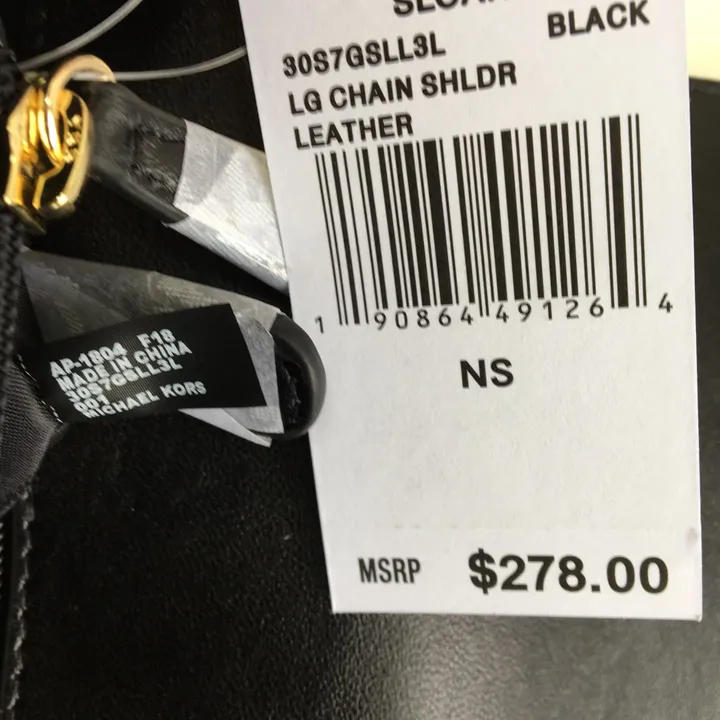 BLACK
30S7GSLL3L
LG CHAIN SHLDR
LEATHER
1 90864 49126 4
NS
MSRP $278.00
AP-1804 F18
MADE IN CHINA
30S7GSLL3L
001
MICHAEL KORS